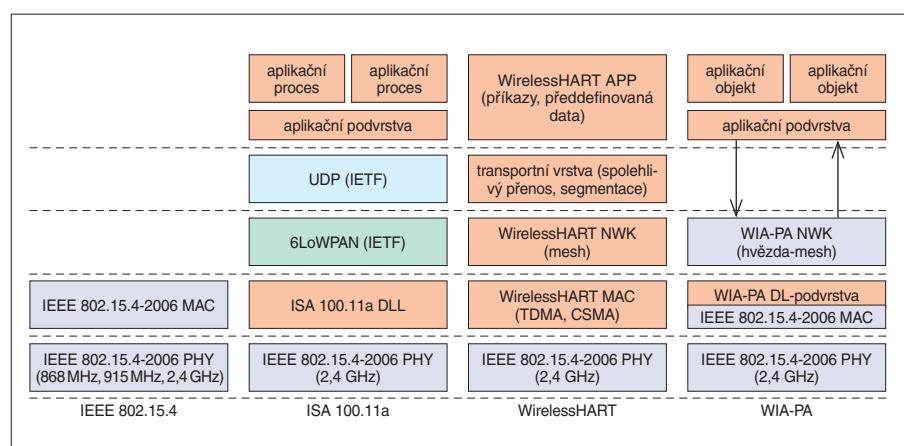 aplikační
proces
aplikační
proces
aplikační podvrstva
WirelessHART APP
(příkazy, předdefinovaná
data)
aplikační
objekt
aplikační
objekt
aplikační podvrstva
UDP (IETF)
transportní vrstva (spolehli-
vý přenos, segmentace)
6LoWPAN (IETF)
WirelessHART NWK
(mesh)
WIA-PA NWK
(hvězda-mesh)
IEEE 802.15.4-2006 MAC
ISA 100.11a DLL
WirelessHART MAC
(TDMA, CSMA)
WIA-PA DL-podvrstva
IEEE 802.15.4-2006 MAC
IEEE 802.15.4-2006 PHY
(868 MHz, 915 MHz, 2,4 GHz)
IEEE 802.15.4-2006 PHY
(2,4 GHz)
IEEE 802.15.4-2006 PHY
(2,4 GHz)
IEEE 802.15.4-2006 PHY
(2,4 GHz)
IEEE 802.15.4
ISA 100.11a
WirelessHART
WIA-PA